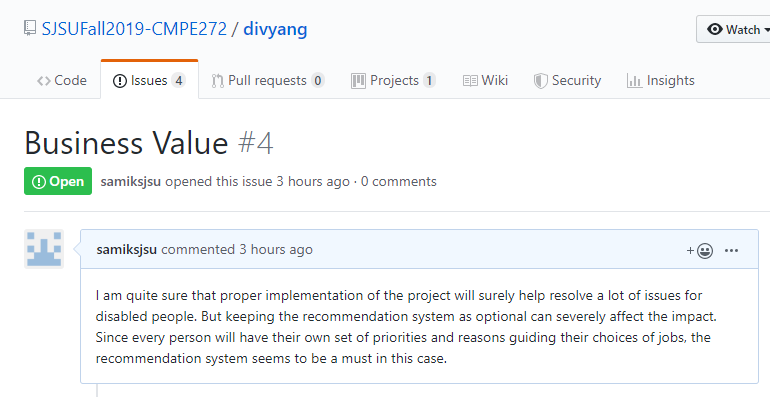 SJSUFall2019-CMPE272 / divyang
Watch
Code
Issues 4
Pull requests 0
Projects 1
Wiki
Security
Insights
Business Value #4
Open samiksjsu opened this issue 3 hours ago · 0 comments
samiksjsu commented 3 hours ago
I am quite sure that proper implementation of the project will surely help resolve a lot of issues for
disabled people. But keeping the recommendation system as optional can severely affect the impact.
Since every person will have their own set of priorities and reasons guiding their choices of jobs, the
recommendation system seems to be a must in this case.